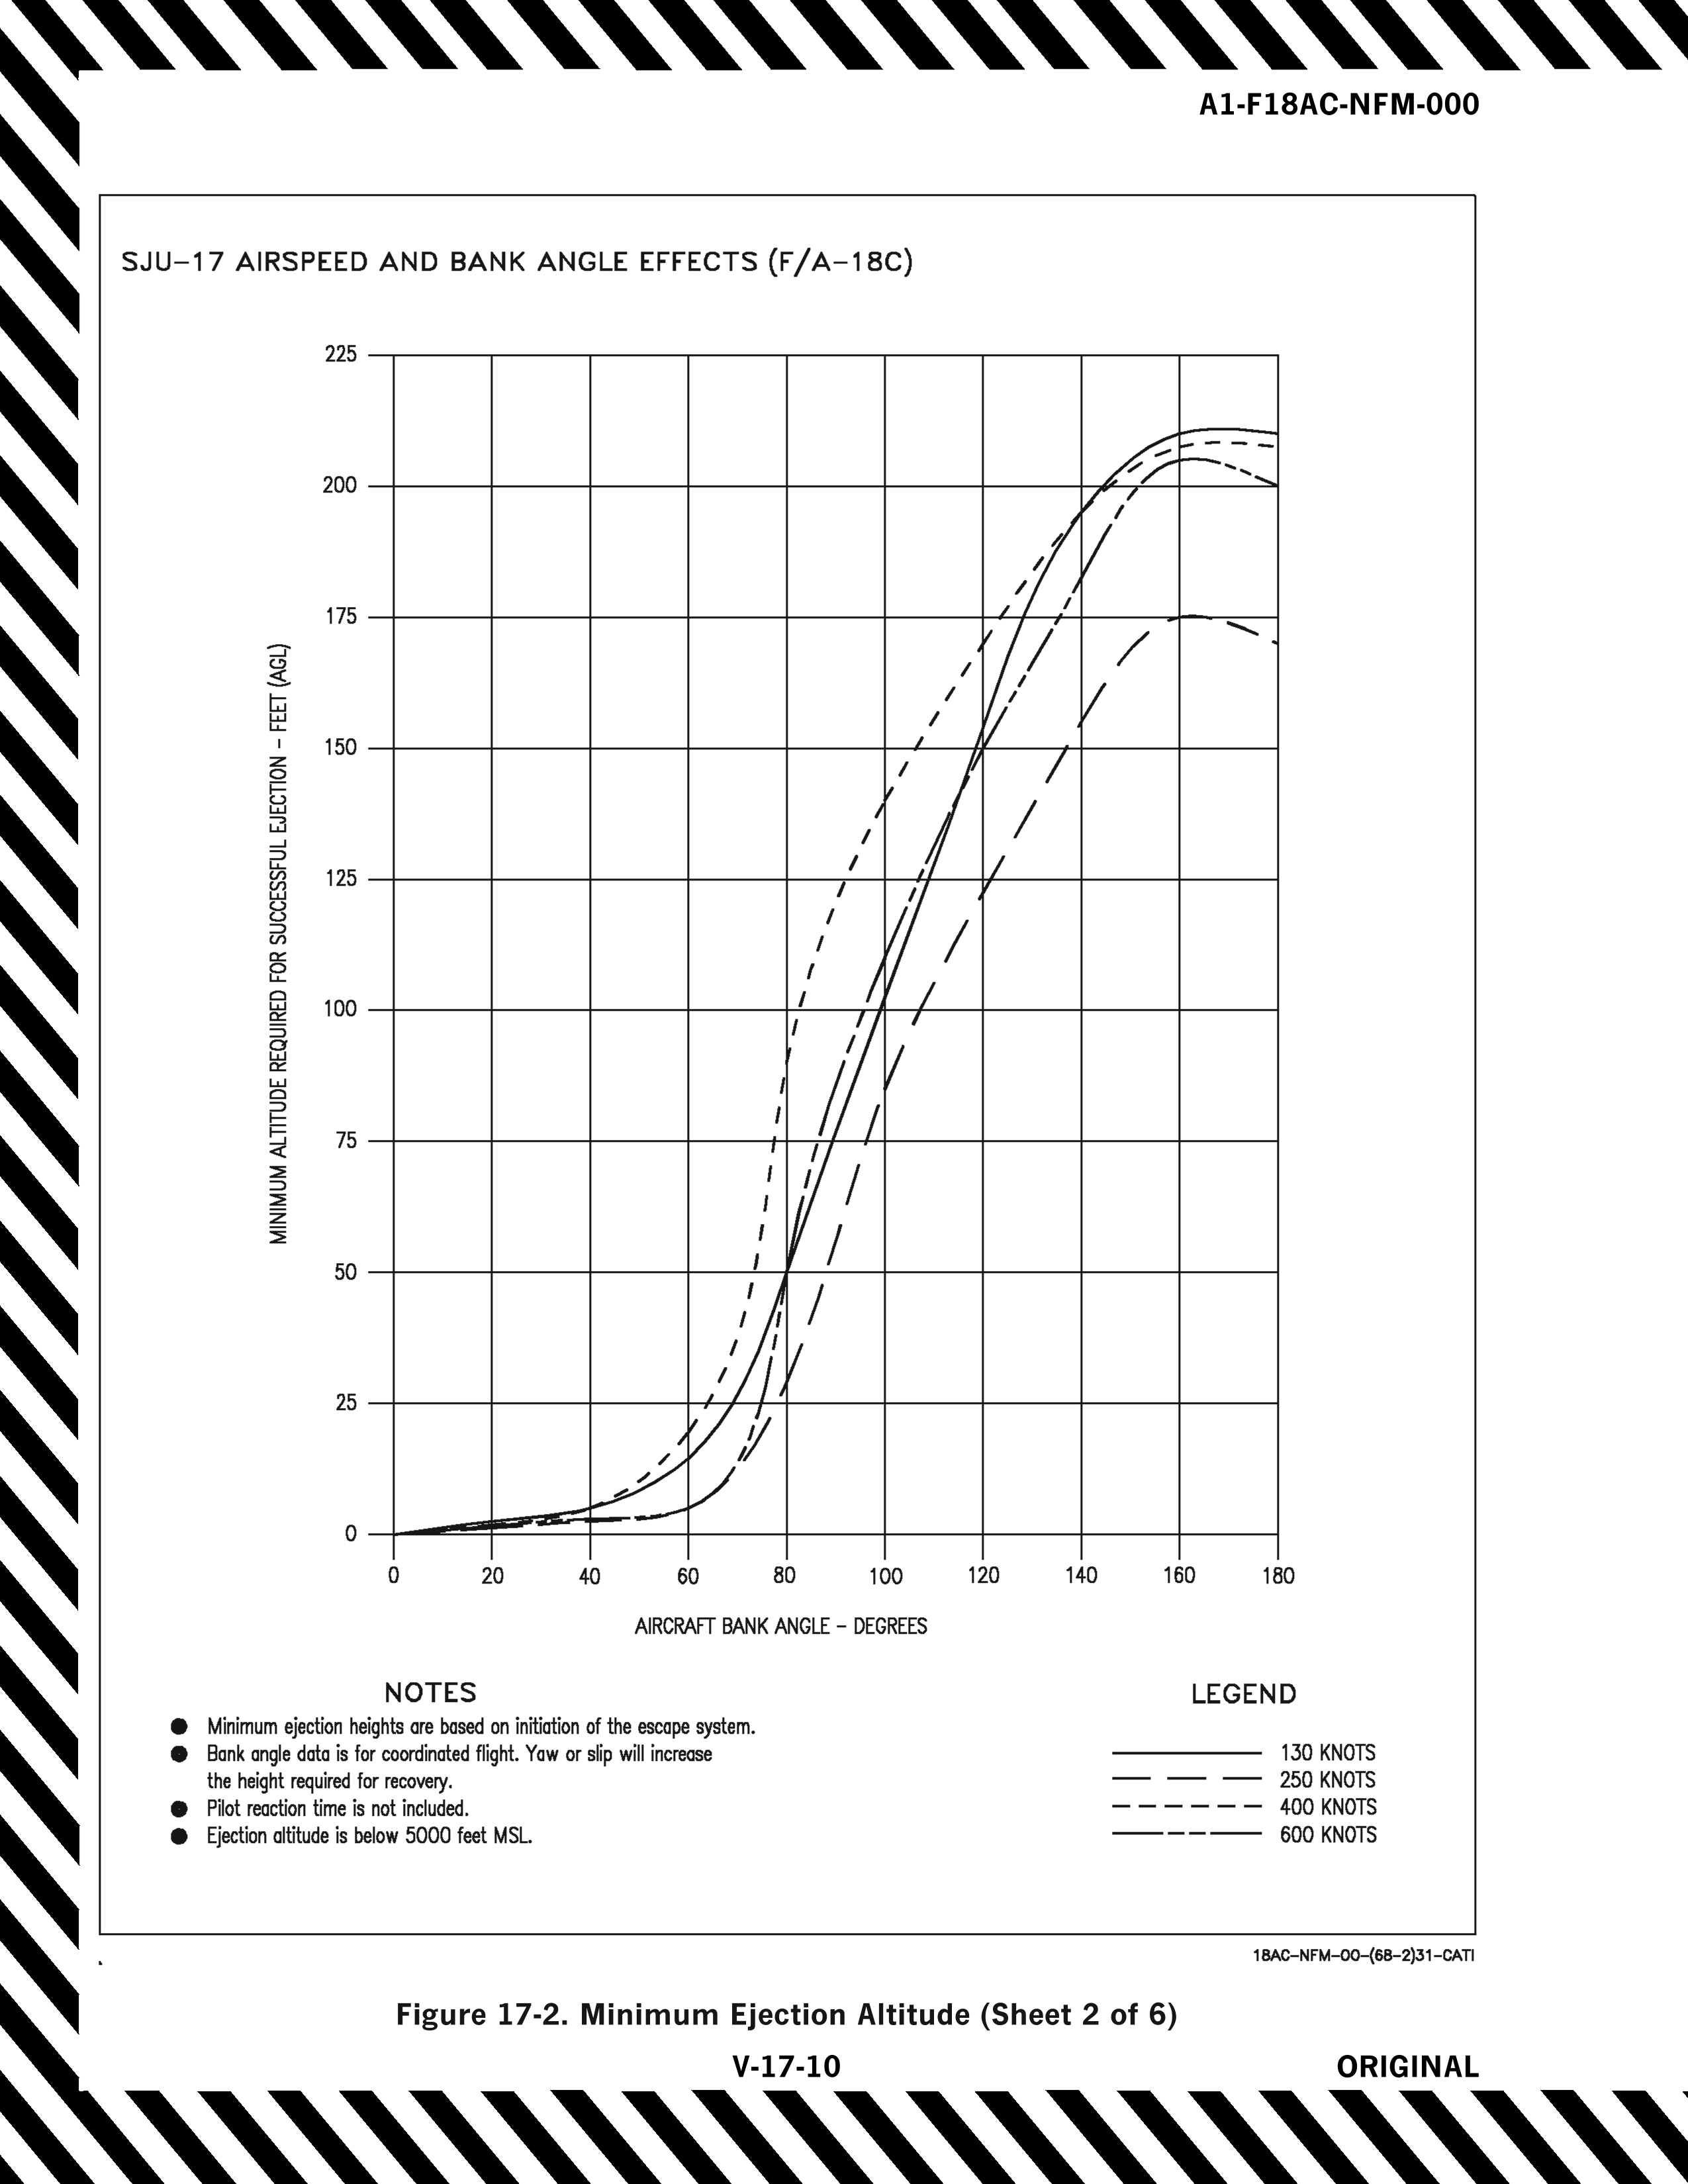 A1-F18AC-NFM-000
SJU-17 AIRSPEED AND BANK ANGLE EFFECTS (F/A-18C)
225
200
175
150
125
100
75
50
25
0
MINIMUM ALTITUDE REQUIRED FOR SUCCESSFUL EJECTION - FEET (AGL)
0 20 40 60 80 100 120 140 160 180
AIRCRAFT BANK ANGLE - DEGREES
NOTES
● Minimum ejection heights are based on initiation of the escape system.
● Bank angle data is for coordinated flight. Yaw or slip will increase
the height required for recovery.
● Pilot reaction time is not included.
● Ejection altitude is below 5000 feet MSL.
LEGEND
130 KNOTS
250 KNOTS
400 KNOTS
600 KNOTS
18AC-NFM-00-(68-2)31-CATI
Figure 17-2. Minimum Ejection Altitude (Sheet 2 of 6)
V-17-10
ORIGINAL